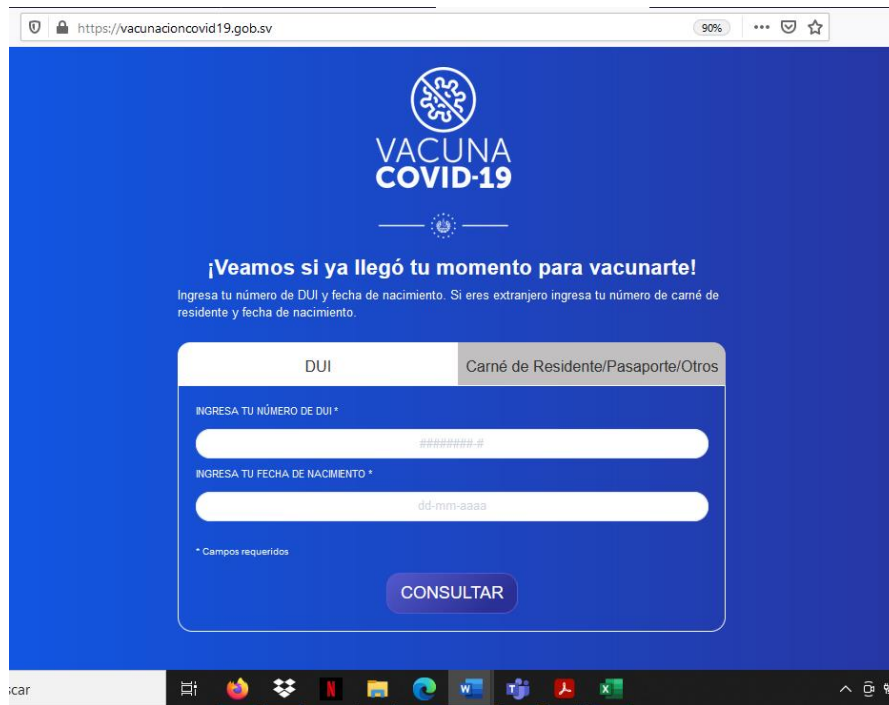 https://vacunacioncovid19.gob.sv
90%
VACUNA
COVID-19
¡Veamos si ya llegó tu momento para vacunarte!
Ingresa tu número de DUI y fecha de nacimiento. Si eres extranjero ingresa tu número de carné de
residente y fecha de nacimiento.
DUI
Carné de Residente/Pasaporte/Otros
INGRESA TU NÚMERO DE DUI *
########-#
INGRESA TU FECHA DE NACIMIENTO *
dd-mm-aaaa
* Campos requeridos
CONSULTAR
car